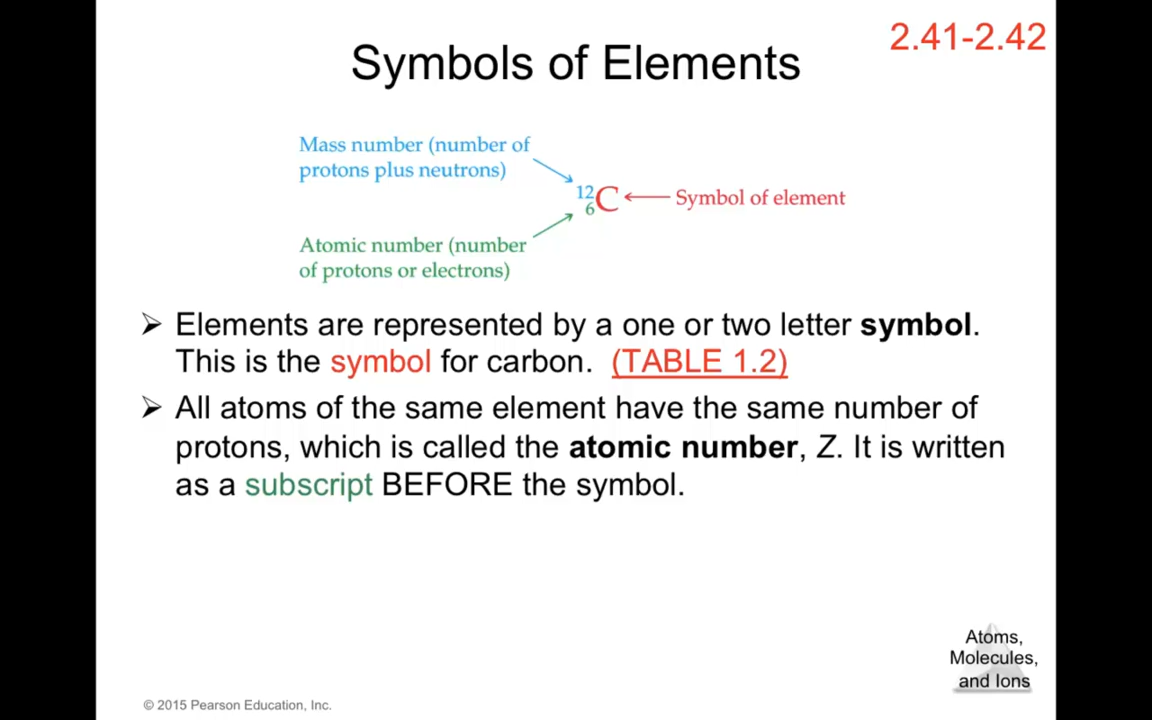 2.41-2.42
Symbols of Elements
Mass number (number of
protons plus neutrons)
12
6
C
Symbol of element
Atomic number (number
of protons or electrons)
➢ Elements are represented by a one or two letter symbol.
This is the symbol for carbon. (TABLE 1.2)
➢ All atoms of the same element have the same number of
protons, which is called the atomic number, Z. It is written
as a subscript BEFORE the symbol.
Atoms,
Molecules,
and Ions
© 2015 Pearson Education, Inc.